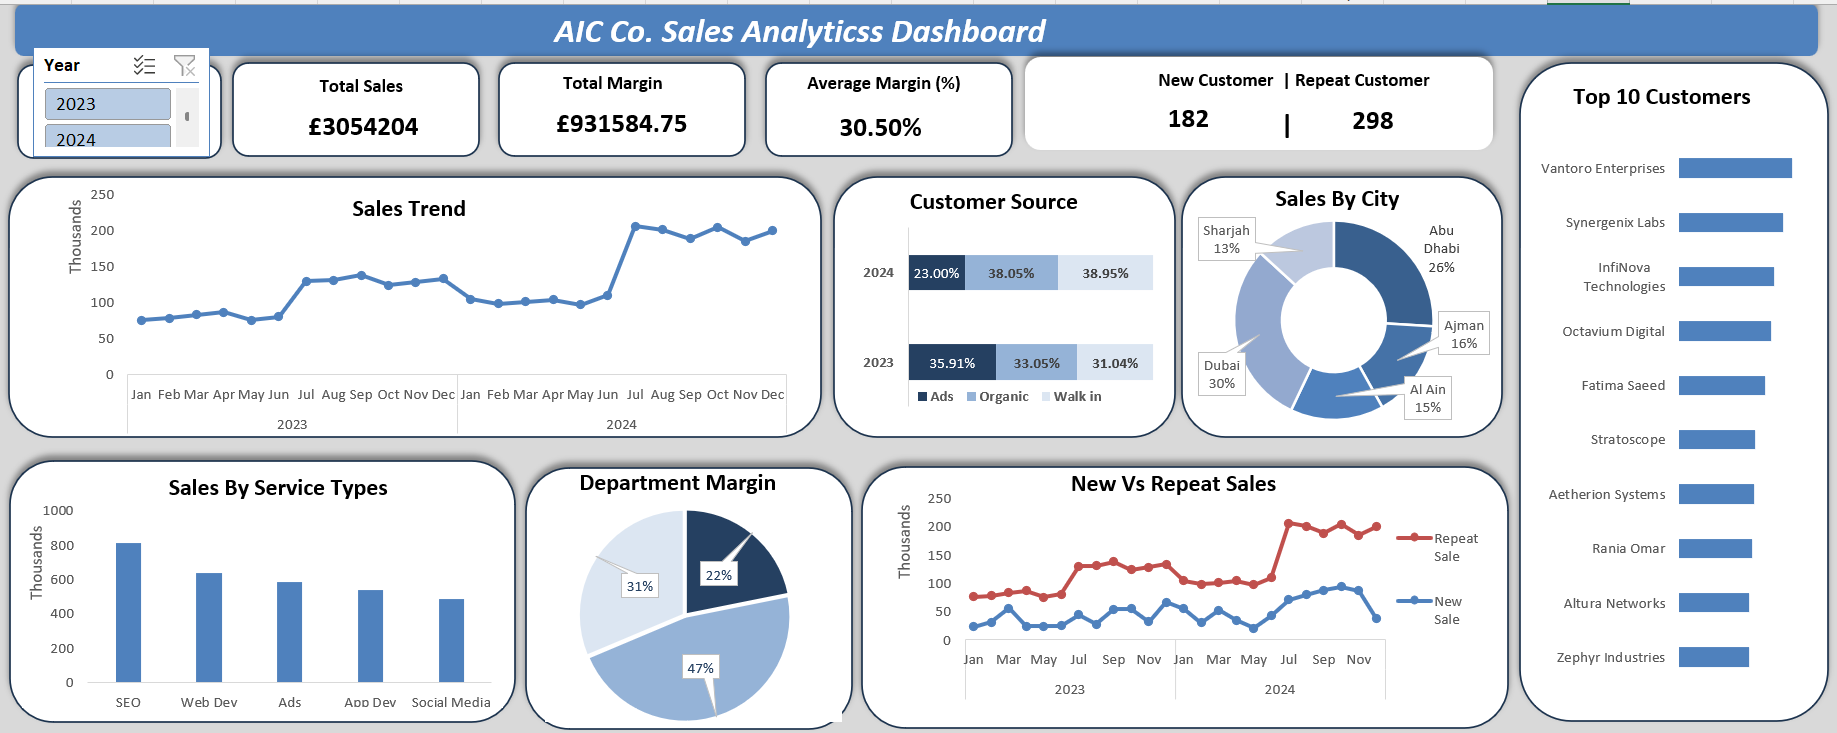 AIC Co. Sales Analyticss Dashboard
Year
2023
2024
Total Sales
£3054204
Total Margin
£931584.75
Average Margin (%)
30.50%
New Customer | Repeat Customer
182 | 298
Top 10 Customers
Vantoro Enterprises
Synergenix Labs
InfiNova
Technologies
Octavium Digital
Fatima Saeed
Stratoscope
Aetherion Systems
Rania Omar
Altura Networks
Zephyr Industries
Sales Trend
Thousands
250
200
150
100
50
0
Jan Feb Mar Apr May Jun Jul Aug Sep Oct Nov Dec Jan Feb Mar Apr May Jun Jul Aug Sep Oct Nov Dec
2023 2024
Customer Source
2024 23.00% 38.05% 38.95%
2023 35.91% 33.05% 31.04%
Ads Organic Walk in
Sales By City
Sharjah
13%
Abu
Dhabi
26%
Ajman
16%
Dubai
30%
Al Ain
15%
Sales By Service Types
Thousands
1000
800
600
400
200
0
SEO Web Dev Ads App Dev Social Media
Department Margin
22%
31%
47%
New Vs Repeat Sales
Thousands
250
200
150
100
50
0
Jan Mar May Jul Sep Nov Jan Mar May Jul Sep Nov
2023 2024
Repeat
Sale
New
Sale